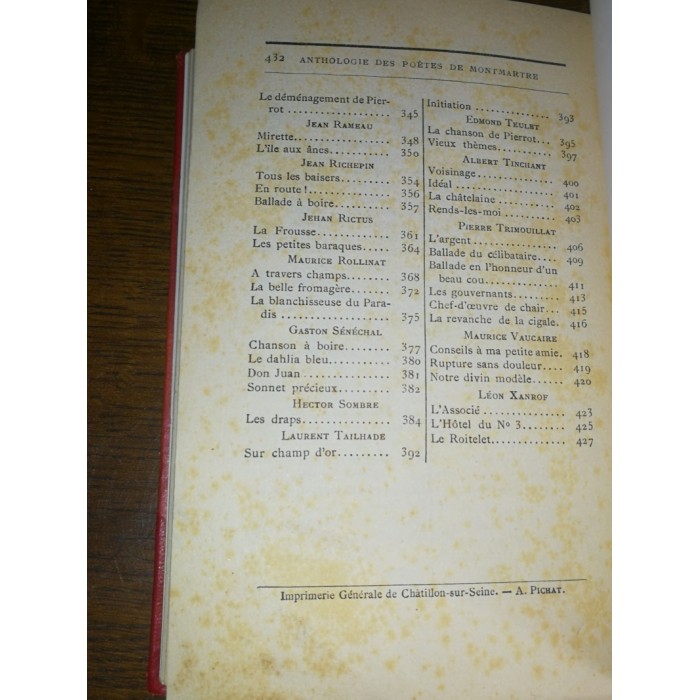 432 ANTHOLOGIE DES POÈTES DE MONTMARTRE
Le déménagement de Pier-
rot .................. 345
JEAN RAMEAU
Mirette.................. 348
L'île aux ânes........... 350
JEAN RICHEPIN
Tous les baisers......... 354
En route !............... 356
Ballade à boire.......... 357
JEHAN RICTUS
La Frousse .............. 361
Les petites baraques..... 364
MAURICE ROLLINAT
A travers champs......... 368
La belle fromagère....... 372
La blanchisseuse du Para-
dis ................... 375
GASTON SÉNÉCHAL
Chanson à boire.......... 377
Le dahlia bleu........... 380
Don Juan ................ 381
Sonnet précieux.......... 382
HECTOR SOMBRE
Les draps................ 384
LAURENT TAILHADE
Sur champ d'or........... 392
Initiation .............. 393
EDMOND TEULET
La chanson de Pierrot... 395
Vieux thèmes............ 397
ALBERT TINCHANT
Voisinage ............... 400
Idéal ................... 401
La châtelaine ........... 402
Rends-les-moi ........... 403
PIERRE TRIMOUILLAT
L'argent ................ 406
Ballade du célibataire... 409
Ballade en l'honneur d'un
beau cou............... 411
Les gouvernants.......... 413
Chef-d'œuvre de chair... 415
La revanche de la cigale. 416
MAURICE VAUCAIRE
Conseils à ma petite amie. 418
Rupture sans douleur.... 419
Notre divin modèle...... 420
LÉON XANROF
L'Associé ............... 423
L'Hôtel du No 3......... 425
Le Roitelet.............. 427
Imprimerie Générale de Châtillon-sur-Seine. — A. PICHAT.